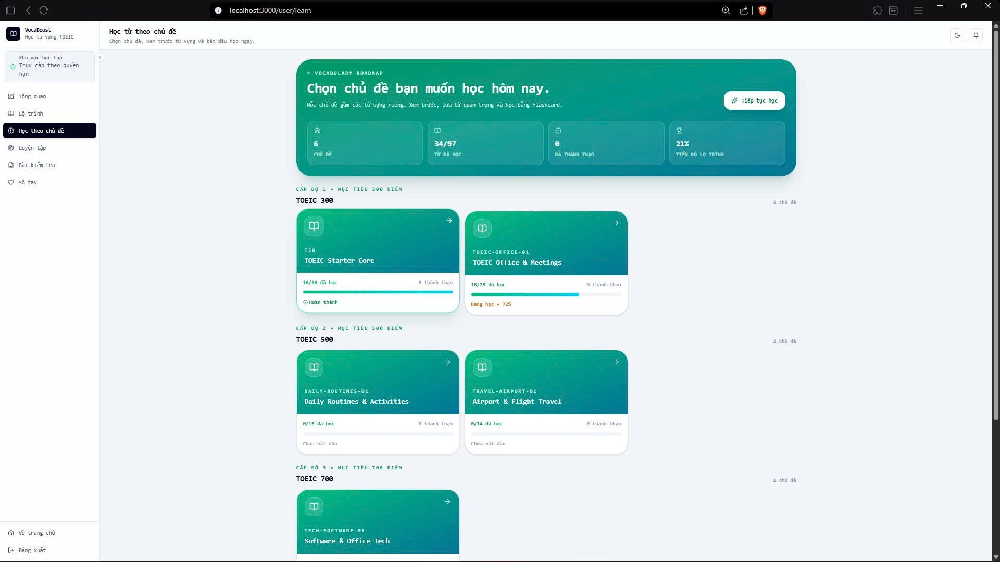 localhost:3000/user/learn
VocaBoost
Học từ vựng TOEIC
Khu vực học tập
Truy cập theo quyền
hạn
Tổng quan
Lộ trình
Học theo chủ đề
Luyện tập
Bài kiểm tra
Sổ tay
Về trang chủ
Đăng xuất
Học từ theo chủ đề
Chọn chủ đề, xem trước từ vựng và bắt đầu học ngay.
VOCABULARY ROADMAP
Chọn chủ đề bạn muốn học hôm nay.
Mỗi chủ đề gồm các từ vựng riêng. Xem trước, lưu từ quan trọng và học bằng flashcard.
Tiếp tục học
6
CHỦ ĐỀ
34/97
TỪ ĐÃ HỌC
0
ĐÃ THÀNH THẠO
21%
TIẾN ĐỘ LỘ TRÌNH
CẤP ĐỘ 1 • MỤC TIÊU 300 ĐIỂM
TOEIC 300
2 chủ đề
T50
TOEIC Starter Core
16/16 đã học
0 thành thạo
Hoàn thành
TOEIC-OFFICE-01
TOEIC Office & Meetings
18/25 đã học
0 thành thạo
Đang học • 72%
CẤP ĐỘ 2 • MỤC TIÊU 500 ĐIỂM
TOEIC 500
2 chủ đề
DAILY-ROUTINES-01
Daily Routines & Activities
0/15 đã học
0 thành thạo
Chưa bắt đầu
TRAVEL-AIRPORT-01
Airport & Flight Travel
0/14 đã học
0 thành thạo
Chưa bắt đầu
CẤP ĐỘ 3 • MỤC TIÊU 700 ĐIỂM
TOEIC 700
1 chủ đề
TECH-SOFTWARE-01
Software & Office Tech